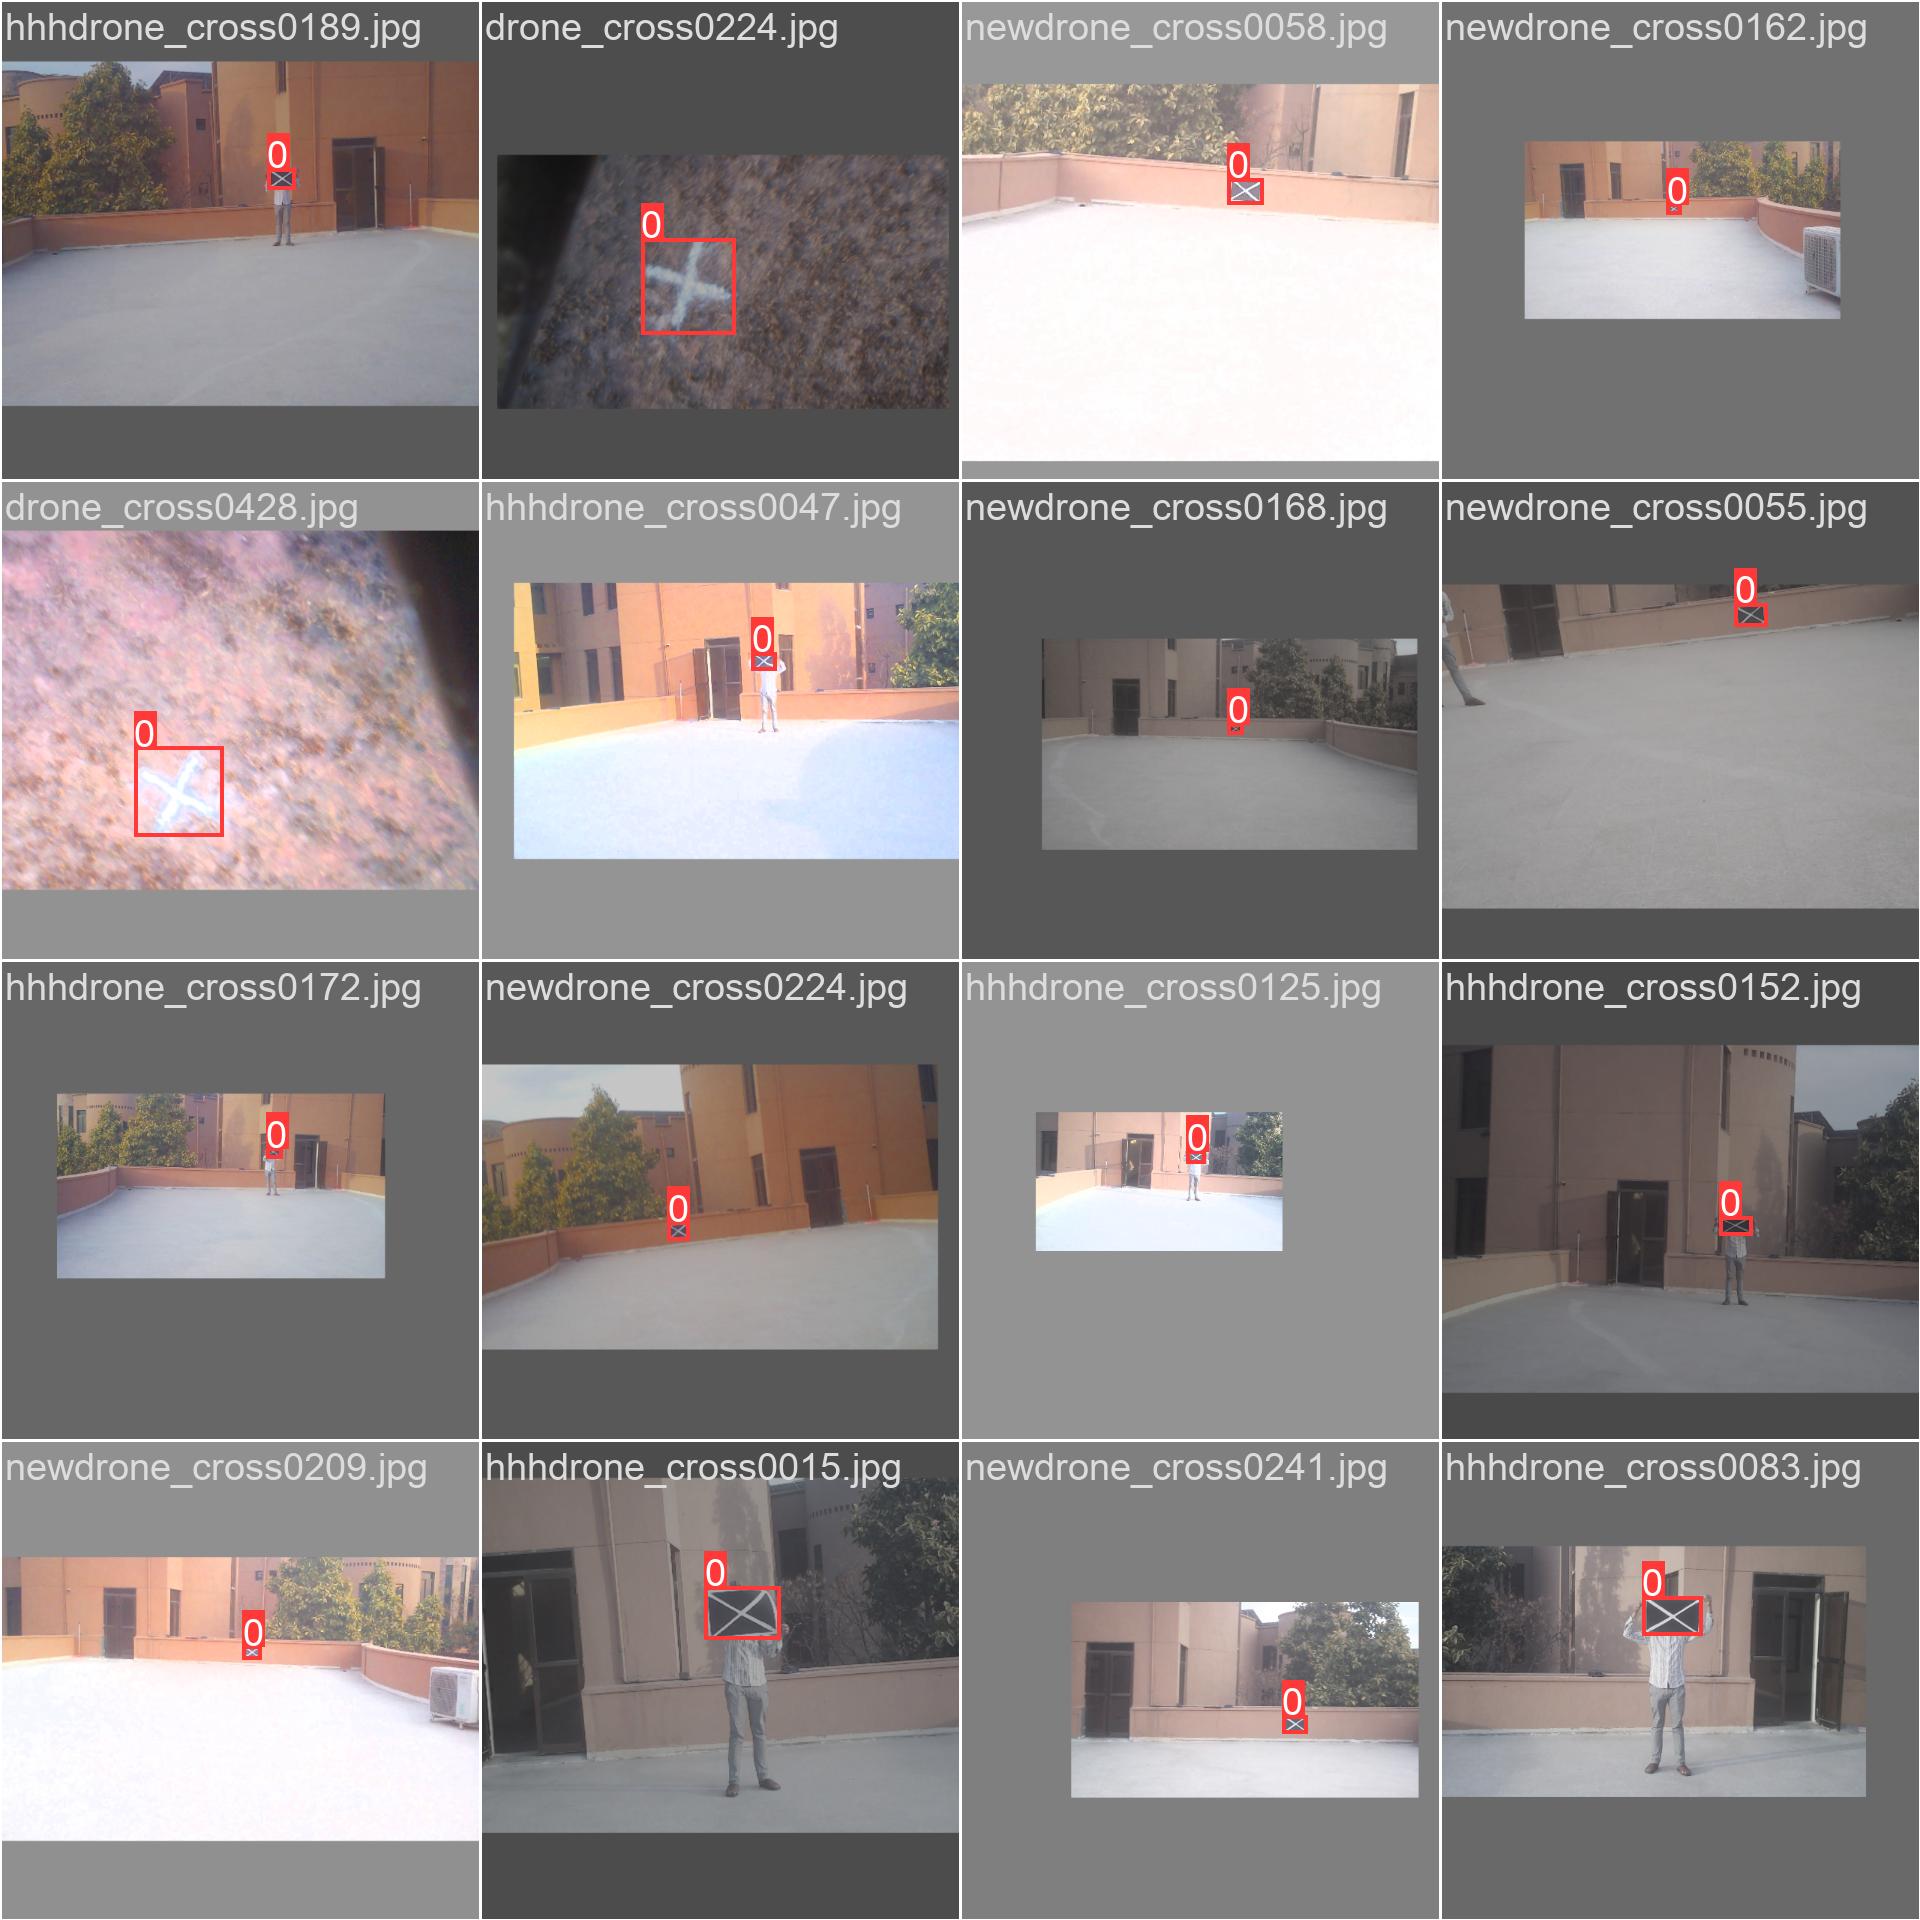 hhhdrone_cross0189.jpg
drone_cross0224.jpg
newdrone_cross0058.jpg
newdrone_cross0162.jpg
0
0
0
0
drone_cross0428.jpg
hhhdrone_cross0047.jpg
newdrone_cross0168.jpg
newdrone_cross0055.jpg
0
0
0
0
hhhdrone_cross0172.jpg
newdrone_cross0224.jpg
hhhdrone_cross0125.jpg
hhhdrone_cross0152.jpg
0
0
0
0
newdrone_cross0209.jpg
hhhdrone_cross0015.jpg
newdrone_cross0241.jpg
hhhdrone_cross0083.jpg
0
0
0
0